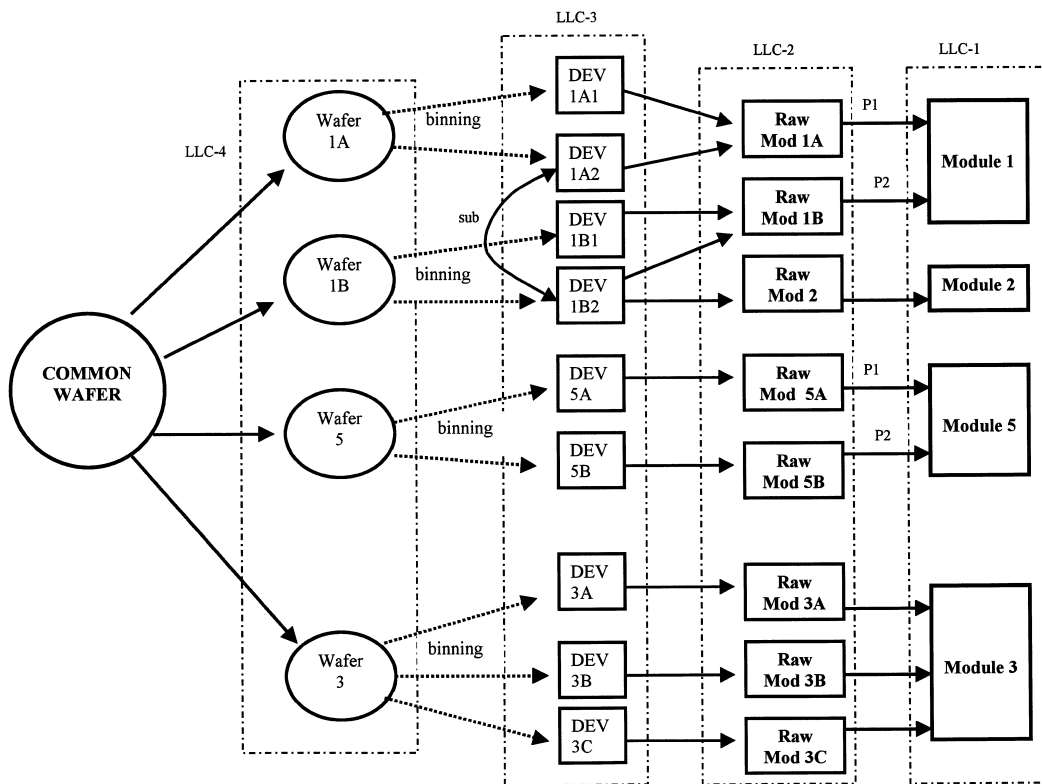 LLC-3
LLC-2
LLC-1
LLC-4
COMMON
WAFER
Wafer
1A
Wafer
1B
Wafer
5
Wafer
3
binning
binning
binning
binning
sub
DEV
1A1
DEV
1A2
DEV
1B1
DEV
1B2
DEV
5A
DEV
5B
DEV
3A
DEV
3B
DEV
3C
Raw
Mod 1A
Raw
Mod 1B
Raw
Mod 2
Raw
Mod 5A
Raw
Mod 5B
Raw
Mod 3A
Raw
Mod 3B
Raw
Mod 3C
P1
P2
P1
P2
Module 1
Module 2
Module 5
Module 3